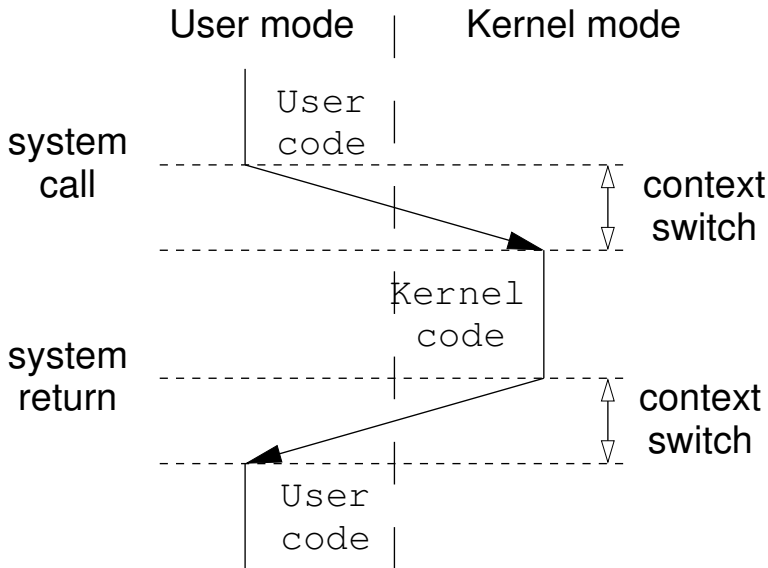 User mode
Kernel mode
User
code
system
call
context
switch
Kernel
code
system
return
context
switch
User
code